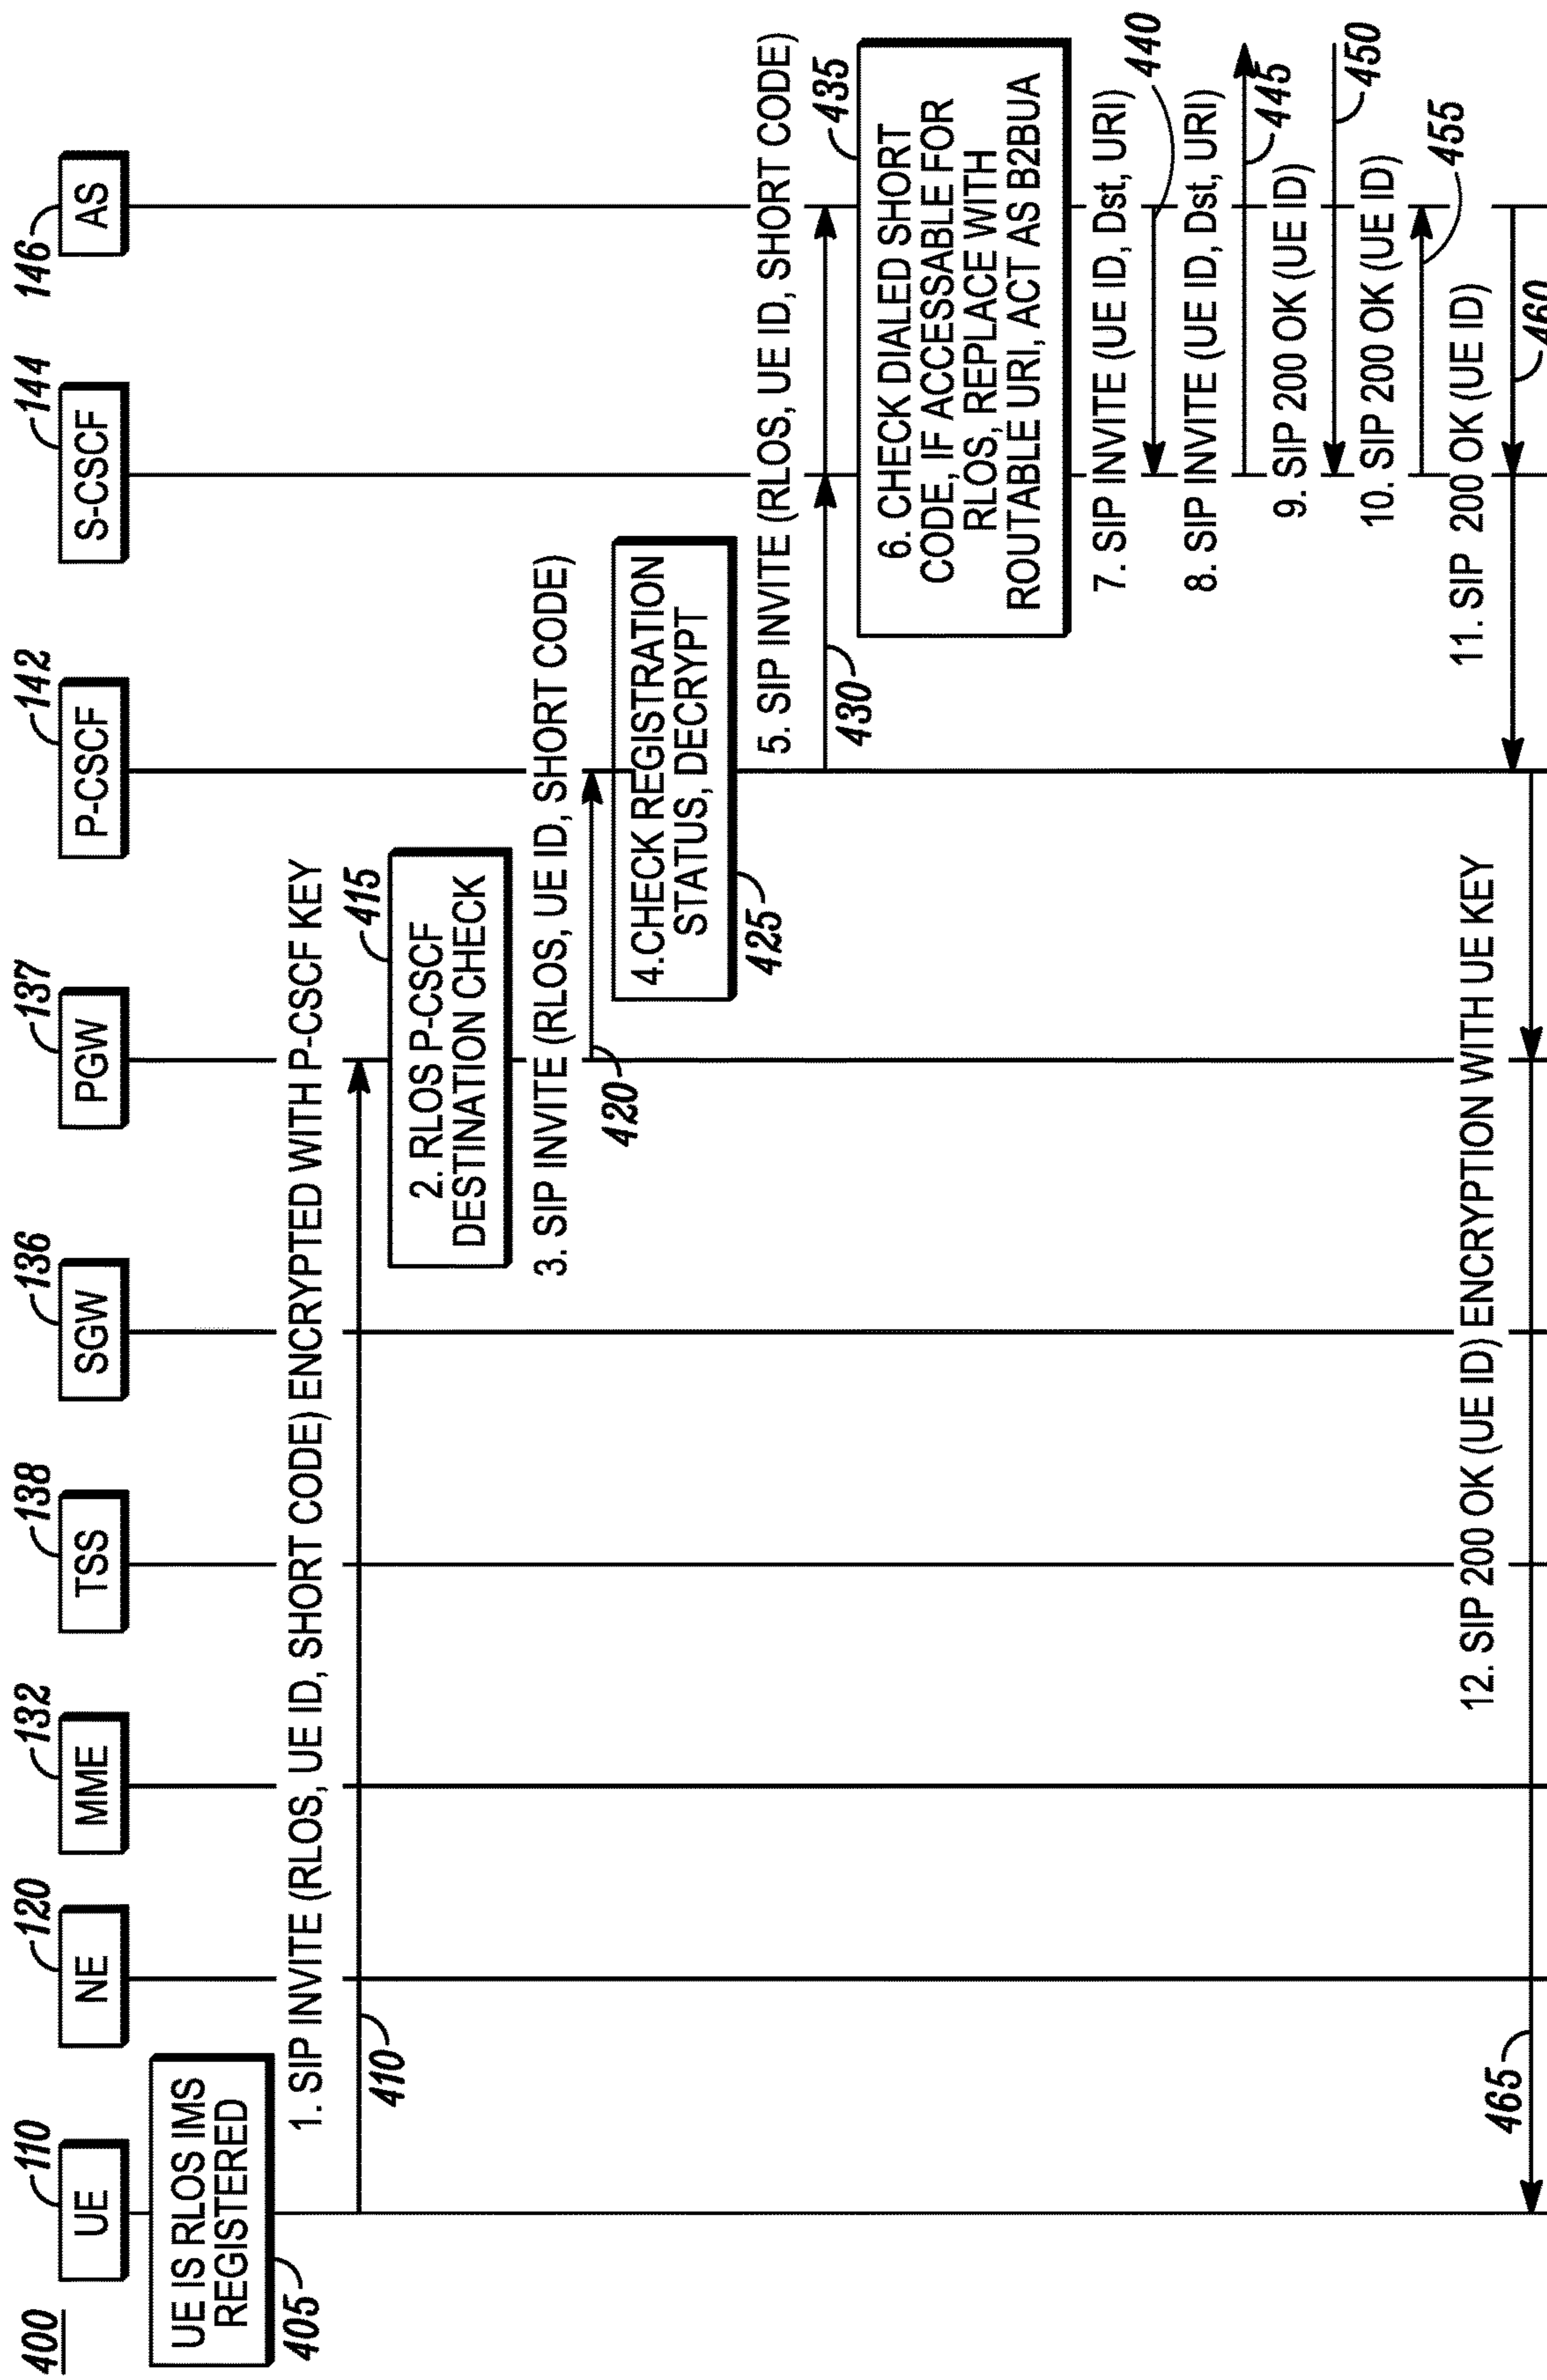 400
110
120
132
138
136
137
142
144
146
UE
NE
MME
TSS
SGW
PGW
P-CSCF
S-CSCF
AS
UE IS RLOS IMS
REGISTERED
405
1. SIP INVITE (RLOS, UE ID, SHORT CODE) ENCRYPTED WITH P-CSCF KEY
410
415
2. RLOS P-CSCF
DESTINATION CHECK
3. SIP INVITE (RLOS, UE ID, SHORT CODE)
420
4.CHECK REGISTRATION
STATUS, DECRYPT
425
5. SIP INVITE (RLOS, UE ID, SHORT CODE)
430
435
6. CHECK DIALED SHORT
CODE, IF ACCESSABLE FOR
RLOS, REPLACE WITH
ROUTABLE URI, ACT AS B2BUA
7. SIP INVITE (UE ID, Dst, URI)
440
8. SIP INVITE (UE ID, Dst, URI)
445
9. SIP 200 OK (UE ID)
450
10. SIP 200 OK (UE ID)
455
11. SIP 200 OK (UE ID)
460
12. SIP 200 OK (UE ID) ENCRYPTION WITH UE KEY
465